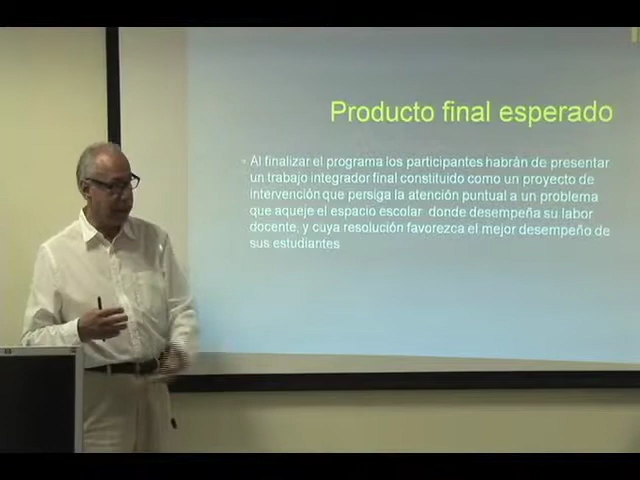 Producto final esperado
Al finalizar el programa los participantes habrán de presentar
un trabajo integrador final constituido como un proyecto de
intervención que persiga la atención puntual a un problema
que aqueje el espacio escolar donde desempeña su labor
docente, y cuya resolución favorezca el mejor desempeño de
sus estudiantes